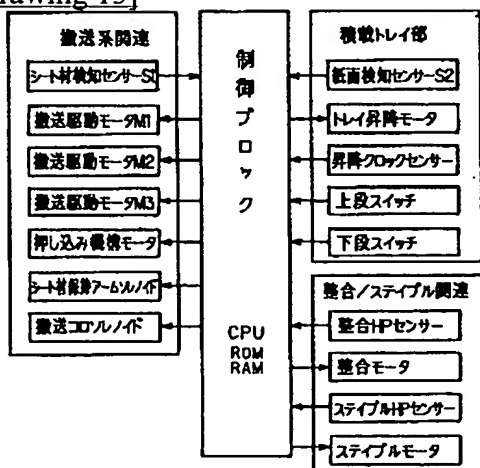 rawing 15]
搬送系関連
シート材検知センサーS1
搬送駆動モータM1
搬送駆動モータM2
搬送駆動モータM3
押し込み機構モータ
シート材保持アームソレノイド
搬送コロソレノイド
制御ブロック
CPU
ROM
RAM
積載トレイ部
紙面検知センサーS2
トレイ昇降モータ
昇降クロックセンサー
上段スイッチ
下段スイッチ
整合/ステイプル関連
整合HPセンサー
整合モータ
ステイプルHPセンサー
ステイプルモータ